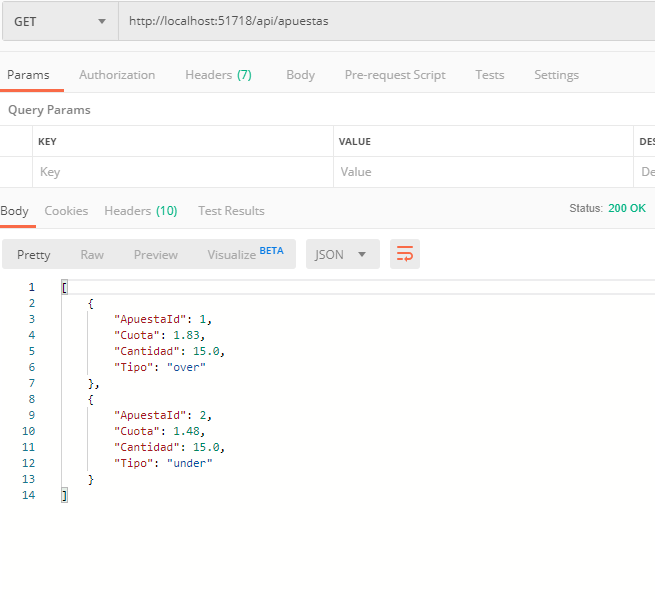 GET http://localhost:51718/api/apuestas
Params Authorization Headers (7) Body Pre-request Script Tests Settings
Query Params
KEY VALUE DES
Key Value De
Body Cookies Headers (10) Test Results Status: 200 OK
Pretty Raw Preview Visualize BETA JSON
1 [
2 {
3 "ApuestaId": 1,
4 "Cuota": 1.83,
5 "Cantidad": 15.0,
6 "Tipo": "over"
7 },
8 {
9 "ApuestaId": 2,
10 "Cuota": 1.48,
11 "Cantidad": 15.0,
12 "Tipo": "under"
13 }
14 ]